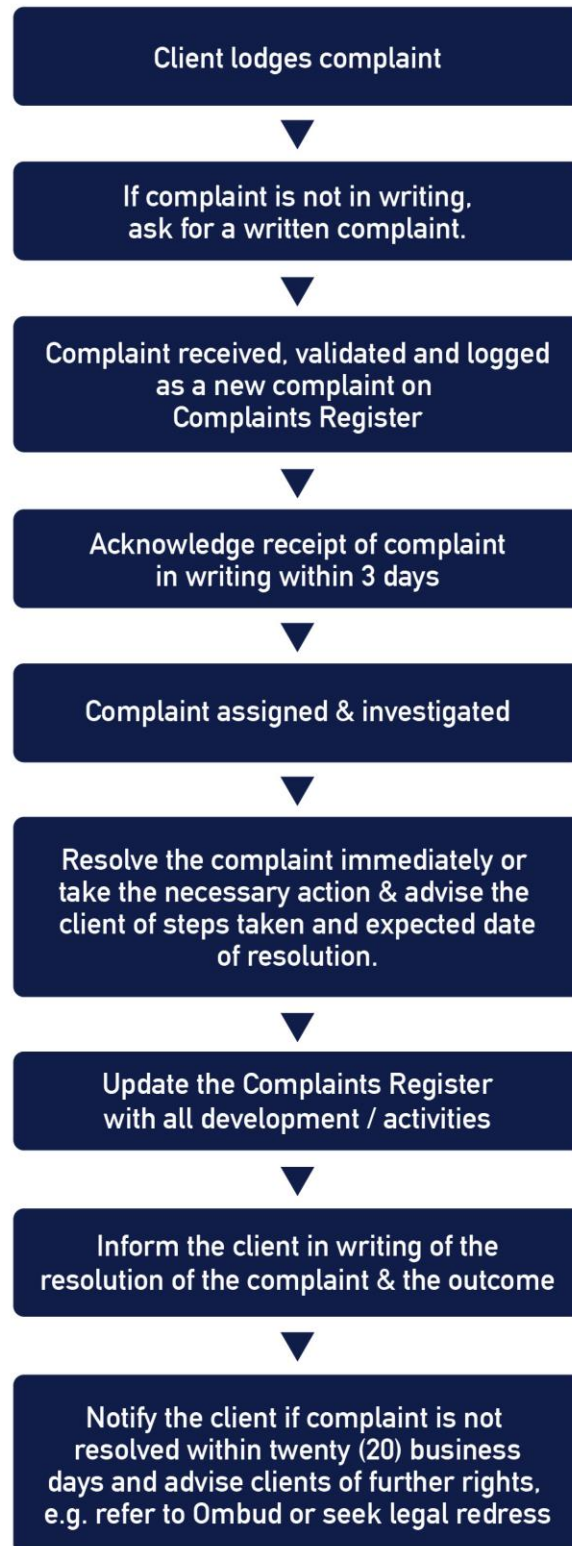 Client lodges complaint
If complaint is not in writing,
ask for a written complaint.
Complaint received, validated and logged
as a new complaint on
Complaints Register
Acknowledge receipt of complaint
in writing within 3 days
Complaint assigned & investigated
Resolve the complaint immediately or
take the necessary action & advise the
client of steps taken and expected date
of resolution.
Update the Complaints Register
with all development / activities
Inform the client in writing of the
resolution of the complaint & the outcome
Notify the client if complaint is not
resolved within twenty (20) business
days and advise clients of further rights,
e.g. refer to Ombud or seek legal redress